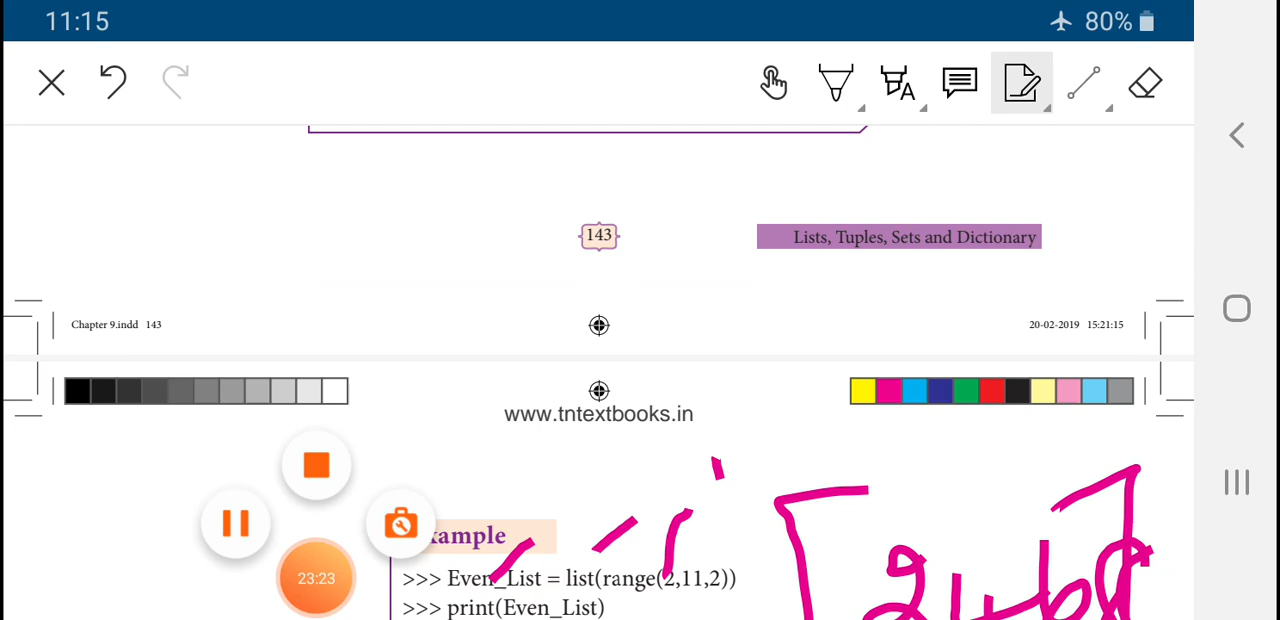 11:15
80%
A
143
Lists, Tuples, Sets and Dictionary
Chapter 9.indd 143
20-02-2019 15:21:15
www.tntextbooks.in
xample
>>> Even_List = list(range(2,11,2))
23:23
>>> print(Even_List)